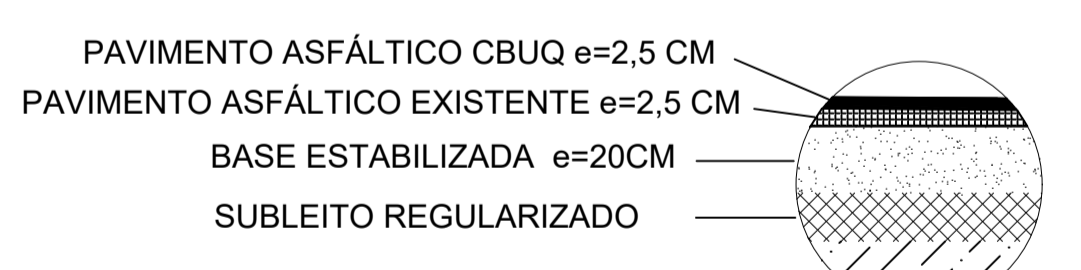 PAVIMENTO ASFÁLTICO CBUQ e=2,5 CM
PAVIMENTO ASFÁLTICO EXISTENTE e=2,5 CM
BASE ESTABILIZADA e=20CM
SUBLEITO REGULARIZADO